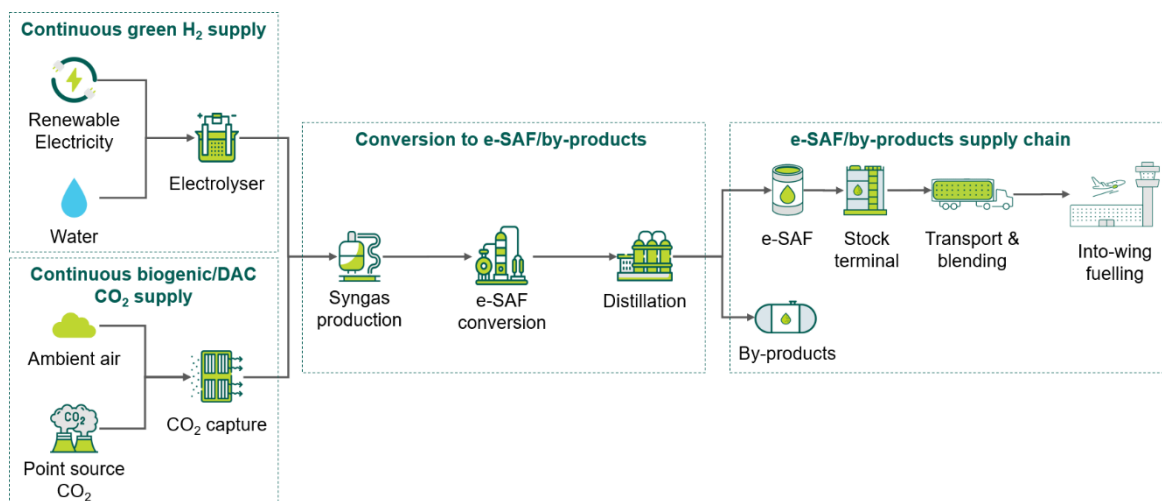 Continuous green H₂ supply
Renewable
Electricity
Water
Electrolyser
Continuous biogenic/DAC
CO₂ supply
Ambient air
CO₂
Point source
CO₂
CO₂ capture
Conversion to e-SAF/by-products
Syngas
production
e-SAF
conversion
Distillation
e-SAF/by-products supply chain
e-SAF
Stock
terminal
Transport &
blending
Into-wing
fuelling
By-products